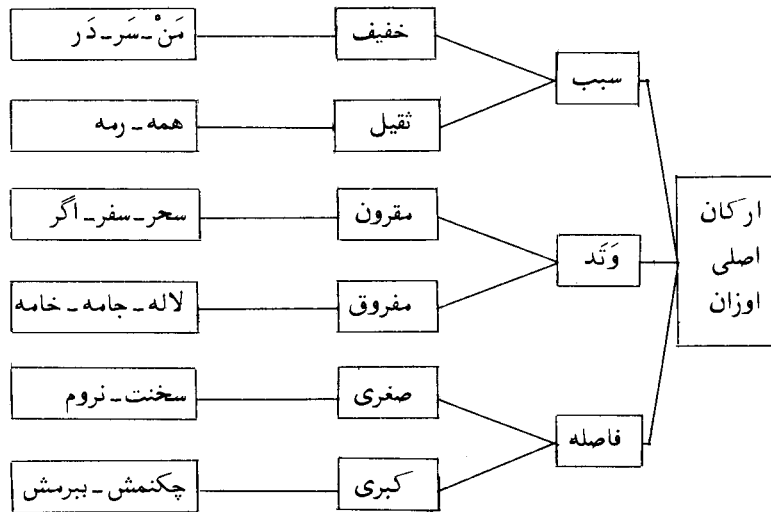 ارکان
اصلی
اوزان
سبب
خفیف
مَنْ ـ سَر ـ دَر
ثقیل
همه ـ رمه
وَتَد
مقرون
سحر ـ سفر ـ اگر
مفروق
لاله ـ جامه ـ خامه
فاصله
صغری
سخنت ـ نروم
کبری
چکنمش ـ ببرمش